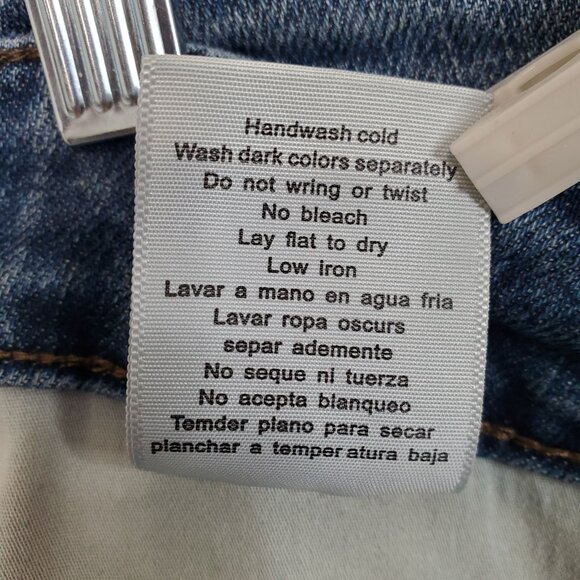 Handwash cold
Wash dark colors separately
Do not wring or twist
No bleach
Lay flat to dry
Low iron
Lavar a mano en agua fria
Lavar ropa oscurs
separ ademente
No seque ni tuerza
No acepta blanqueo
Temder plano para secar
planchar a temper atura baja